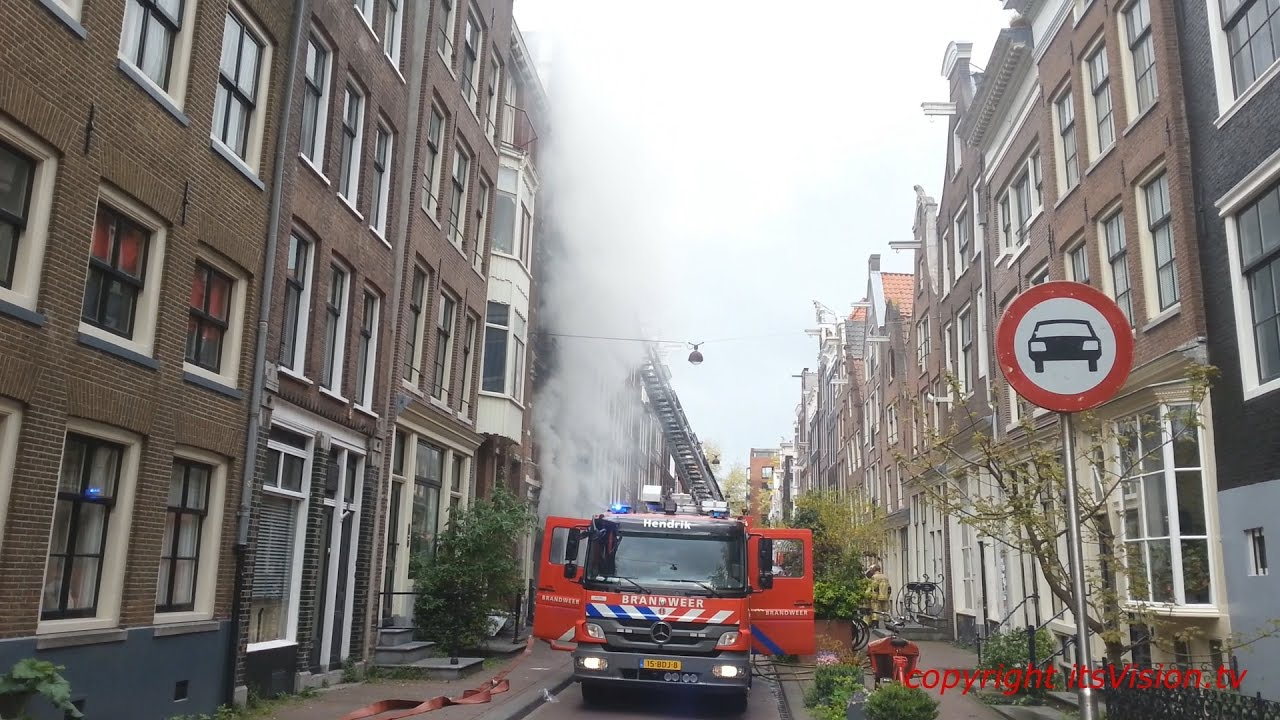 Hendrik
BRANDWEER
BRANDWEER
BRANDWEER
15-BDJ-8
copyright itsVision.tv